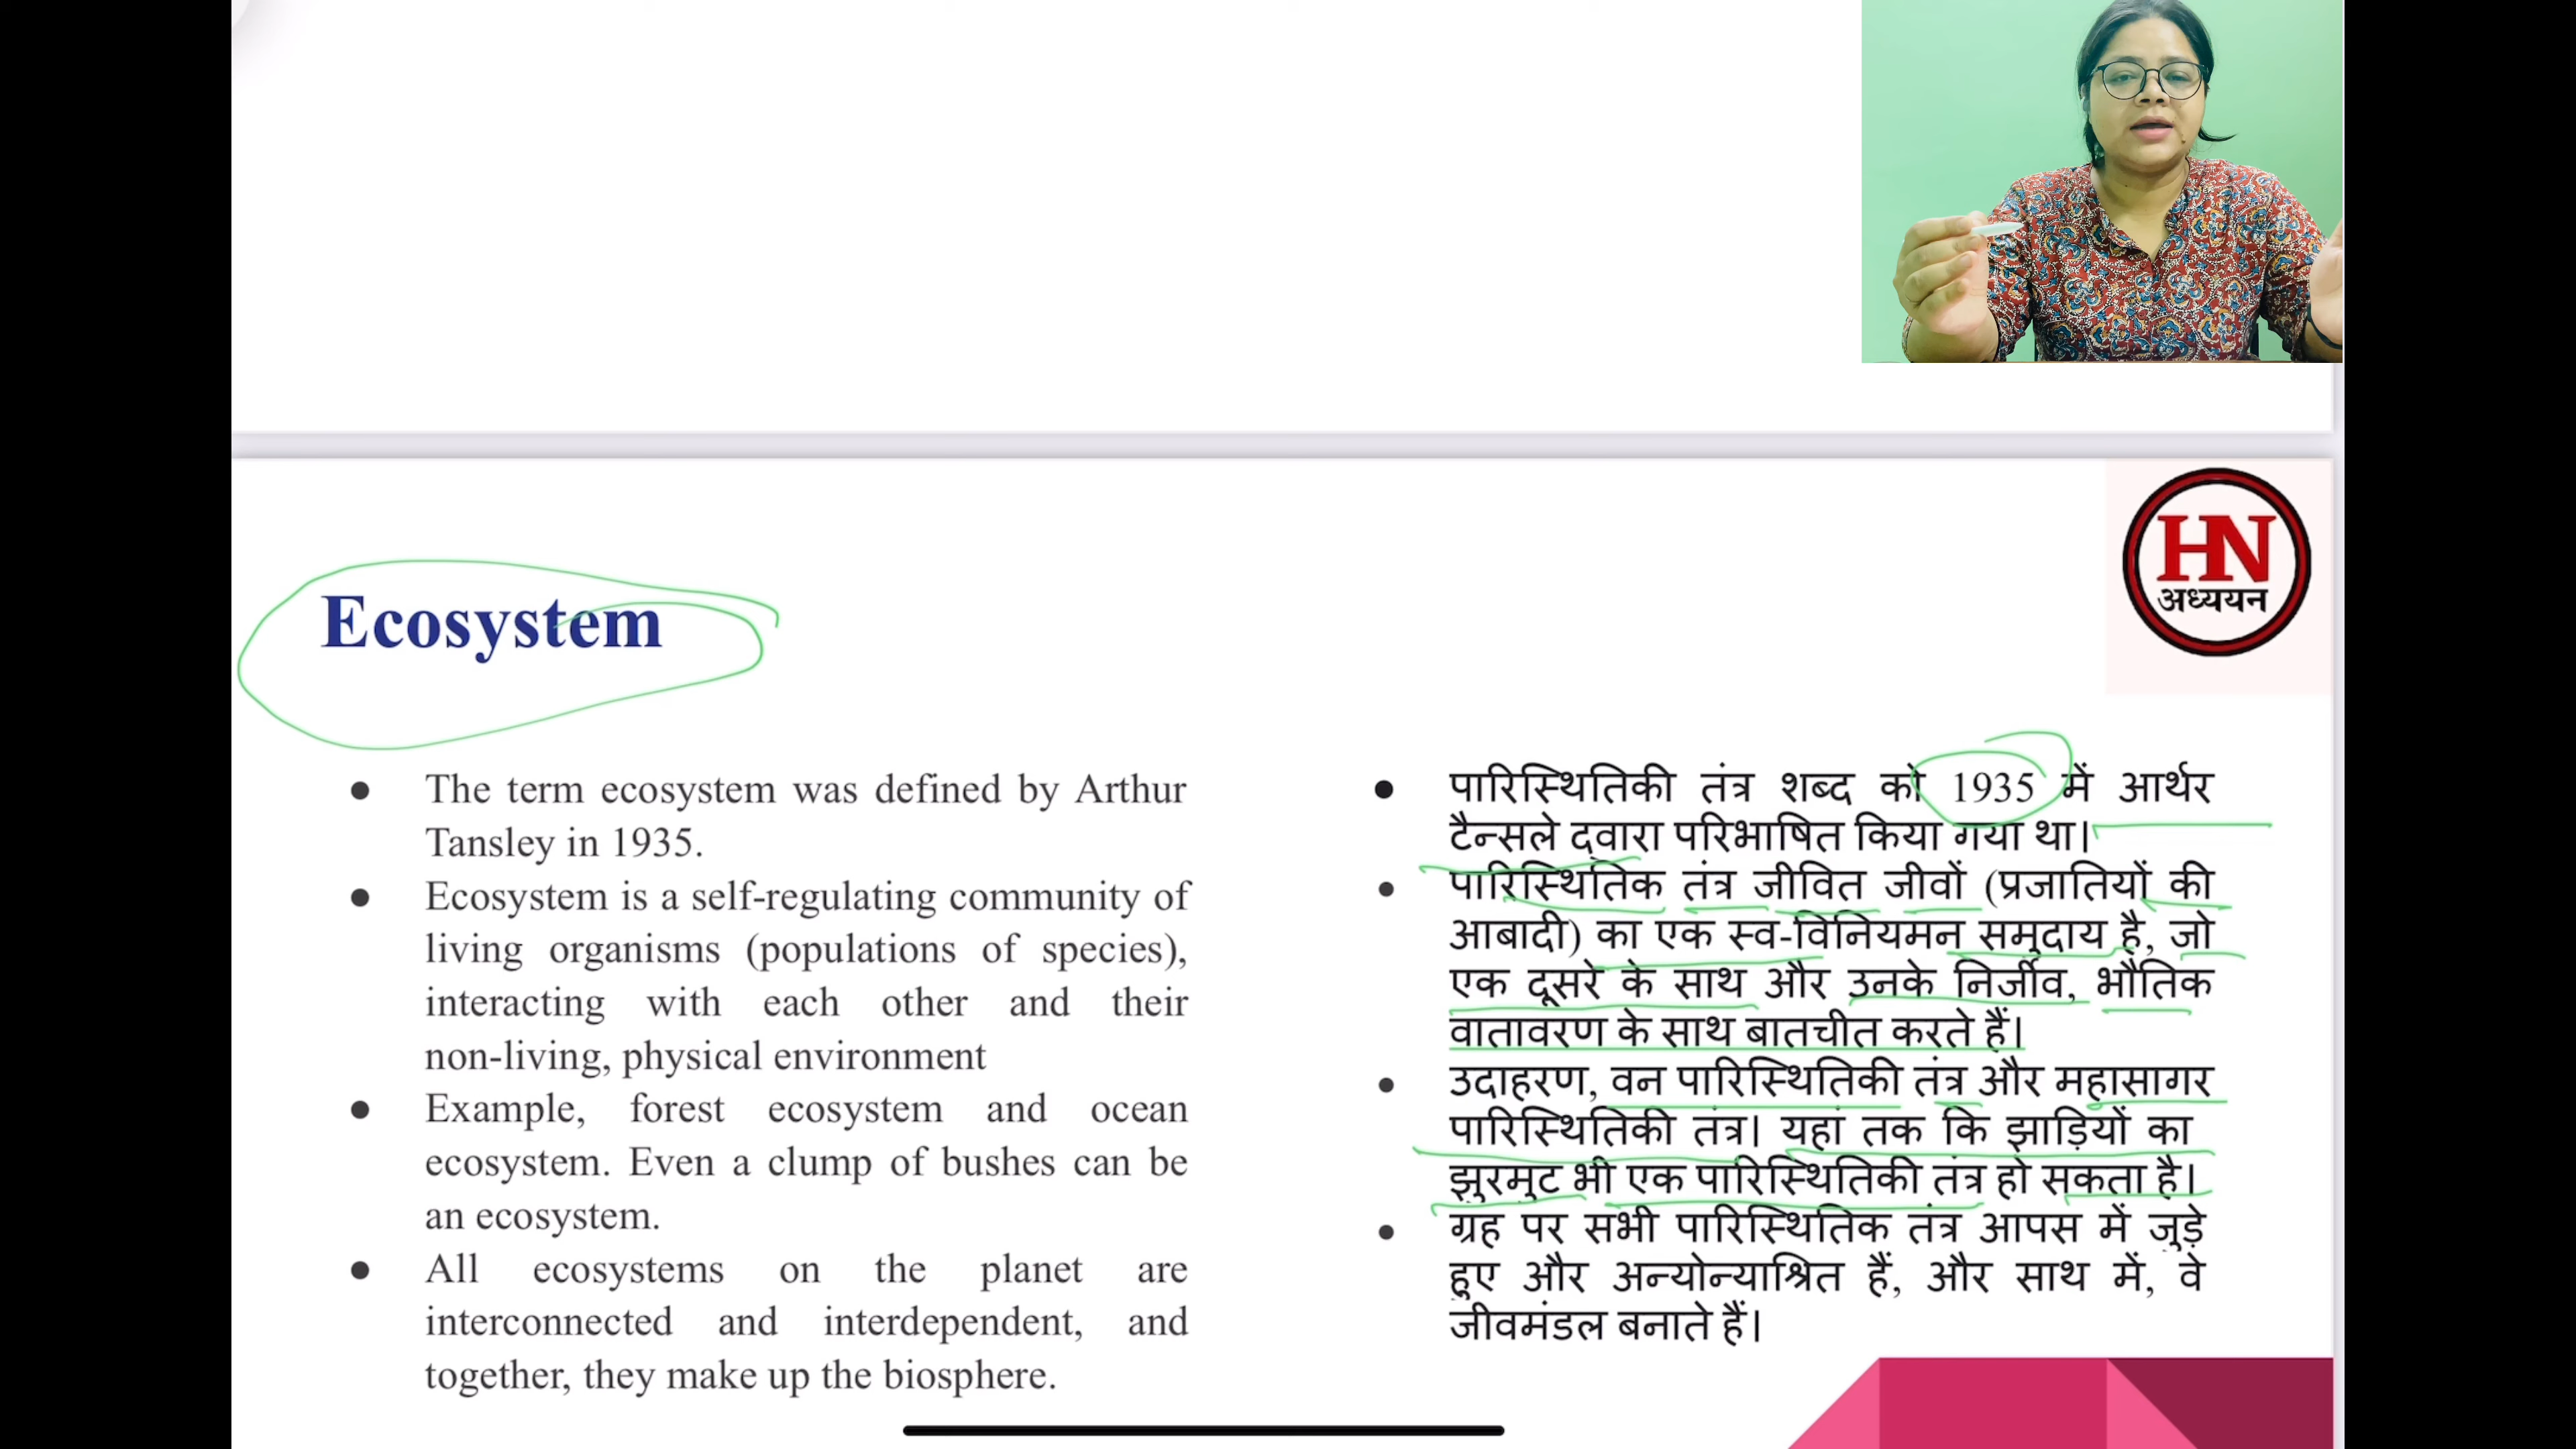 Ecosystem
HN
अध्ययन
● The term ecosystem was defined by Arthur
Tansley in 1935.
● Ecosystem is a self-regulating community of
living organisms (populations of species),
interacting with each other and their
non-living, physical environment
● Example, forest ecosystem and ocean
ecosystem. Even a clump of bushes can be
an ecosystem.
● All ecosystems on the planet are
interconnected and interdependent, and
together, they make up the biosphere.
● पारिस्थितिकी तंत्र शब्द को 1935 में आर्थर
टैन्सले द्वारा परिभाषित किया गया था।
● पारिस्थितिक तंत्र जीवित जीवों (प्रजातियों की
आबादी) का एक स्व-विनियमन समुदाय है, जो
एक दूसरे के साथ और उनके निर्जीव, भौतिक
वातावरण के साथ बातचीत करते हैं।
● उदाहरण, वन पारिस्थितिकी तंत्र और महासागर
पारिस्थितिकी तंत्र। यहां तक कि झाड़ियों का
झुरमुट भी एक पारिस्थितिकी तंत्र हो सकता है।
● ग्रह पर सभी पारिस्थितिक तंत्र आपस में जुड़े
हुए और अन्योन्याश्रित हैं, और साथ में, वे
जीवमंडल बनाते हैं।